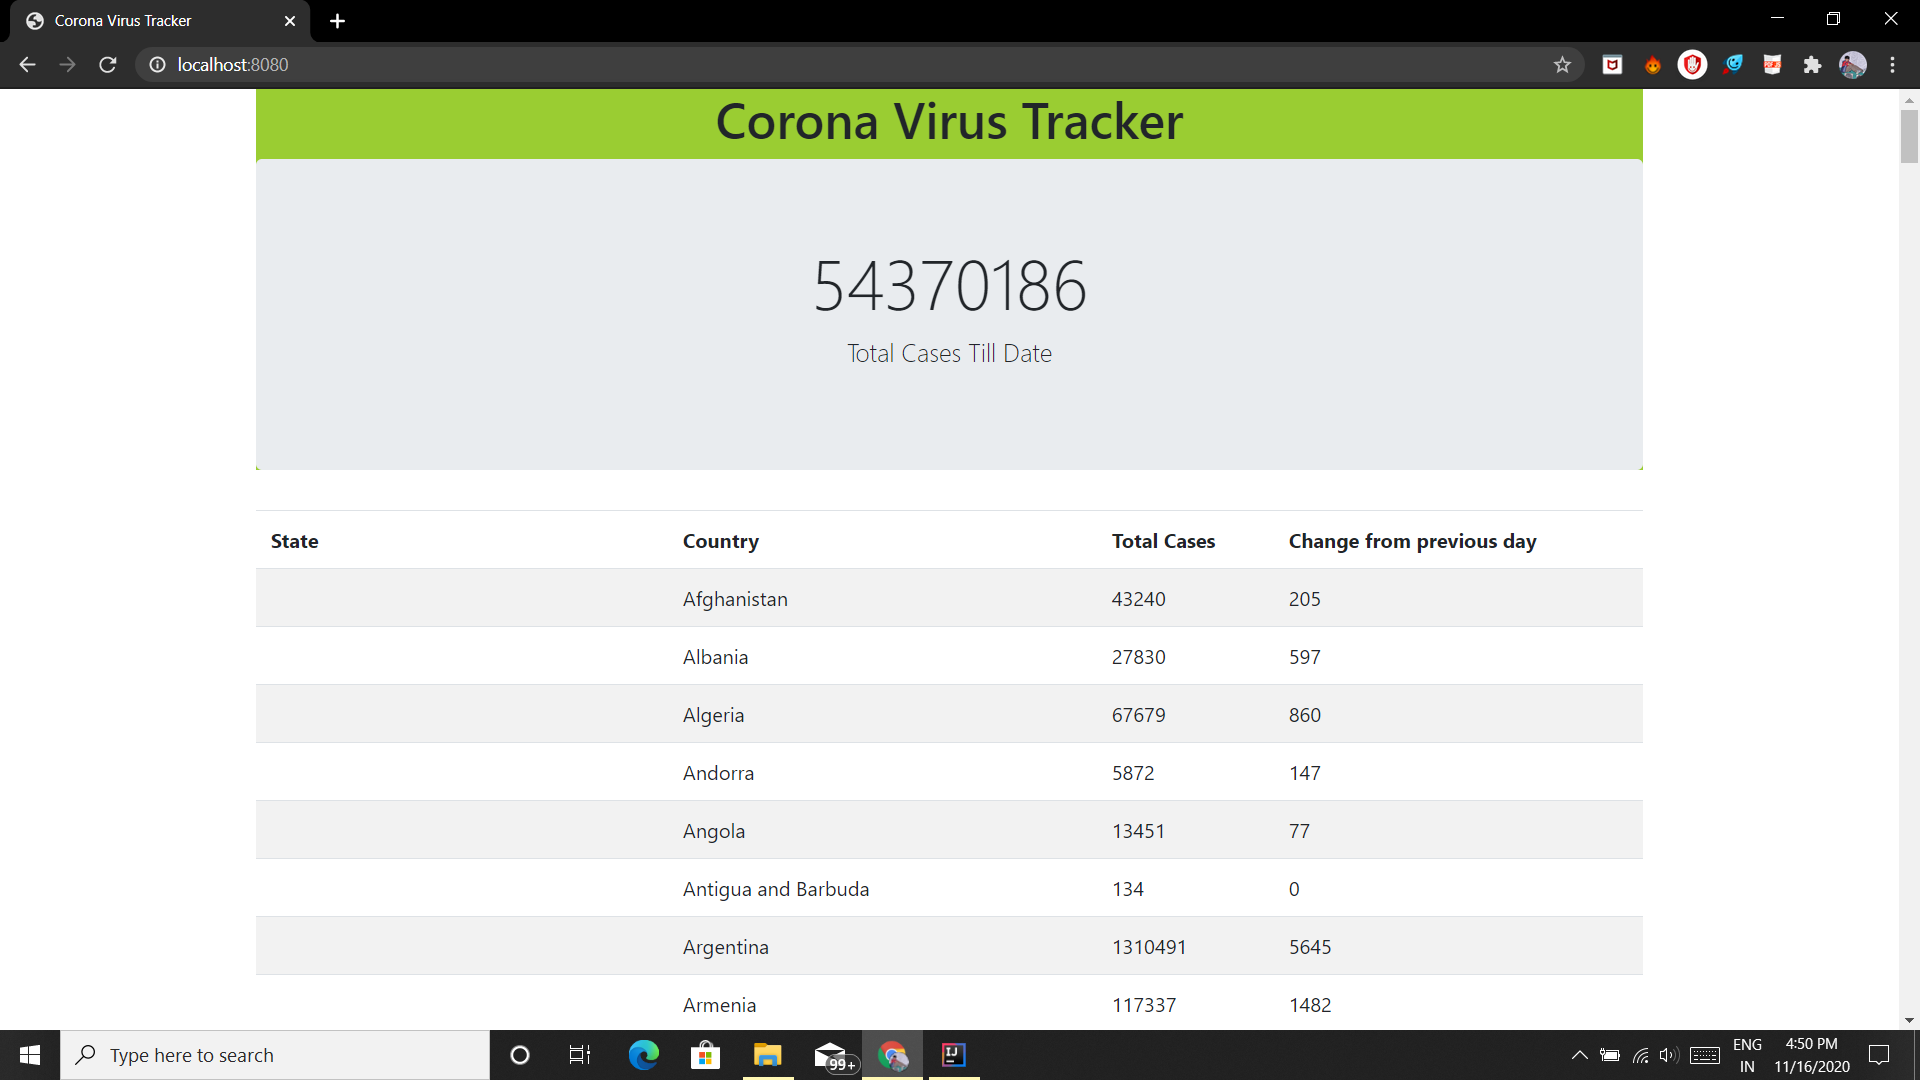 Corona Virus Tracker
localhost:8080
Corona Virus Tracker
54370186
Total Cases Till Date
State Country Total Cases Change from previous day
Afghanistan 43240 205
Albania 27830 597
Algeria 67679 860
Andorra 5872 147
Angola 13451 77
Antigua and Barbuda 134 0
Argentina 1310491 5645
Armenia 117337 1482
Type here to search
99+
IJ
ENG
IN
4:50 PM
11/16/2020